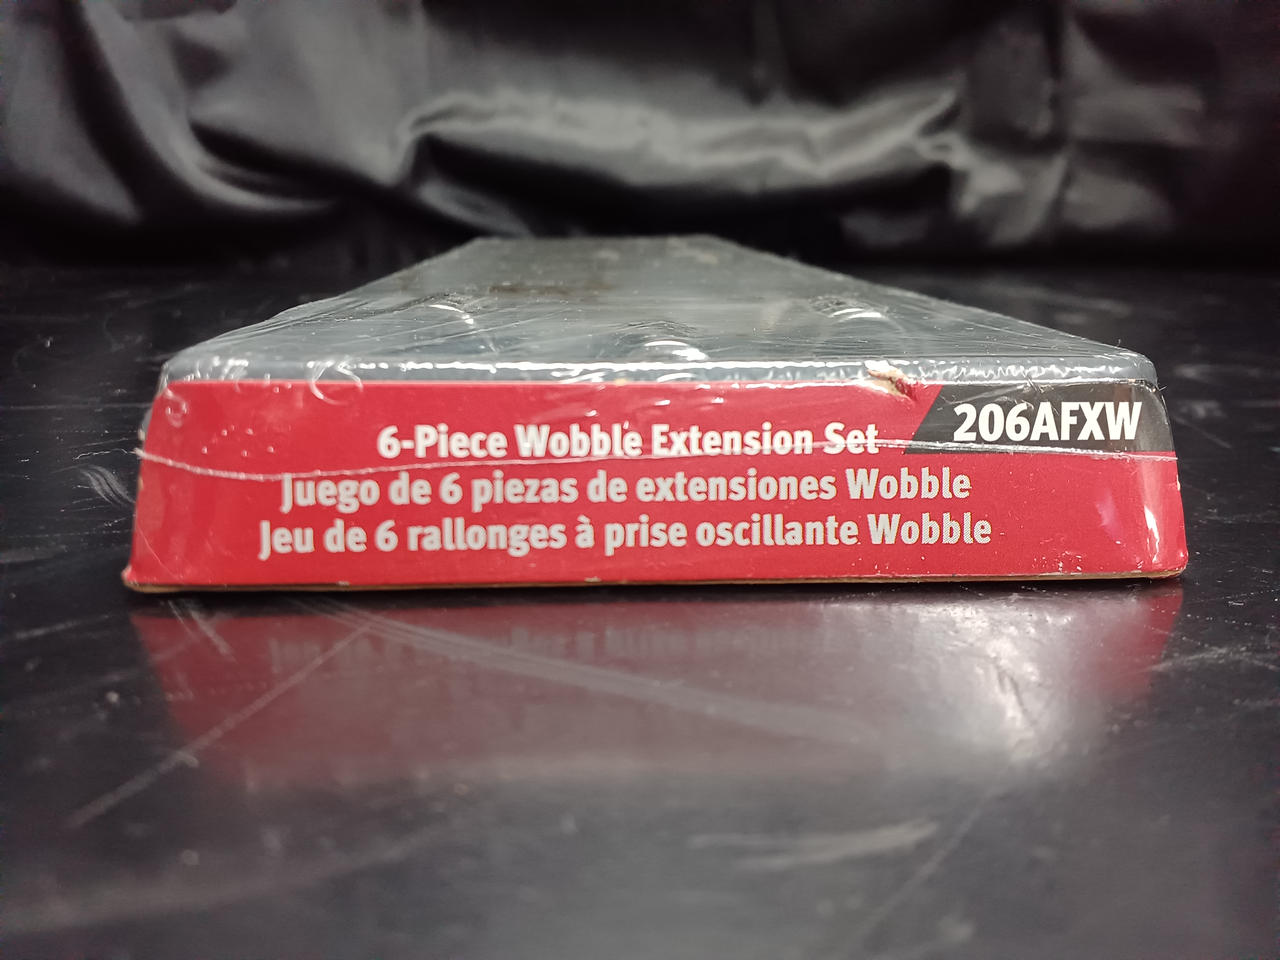 206AFXW
6-Piece Wobble Extension Set
Juego de 6 piezas de extensiones Wobble
Jeu de 6 rallonges à prise oscillante Wobble